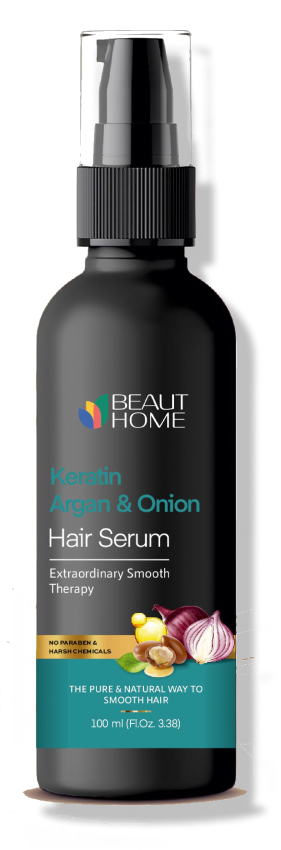 BEAUT
HOME
Keratin
Argan & Onion
Hair Serum
Extraordinary Smooth
Therapy
NO PARABEN &
HARSH CHEMICALS
THE PURE & NATURAL WAY TO
SMOOTH HAIR
100 ml (Fl.Oz. 3.38)